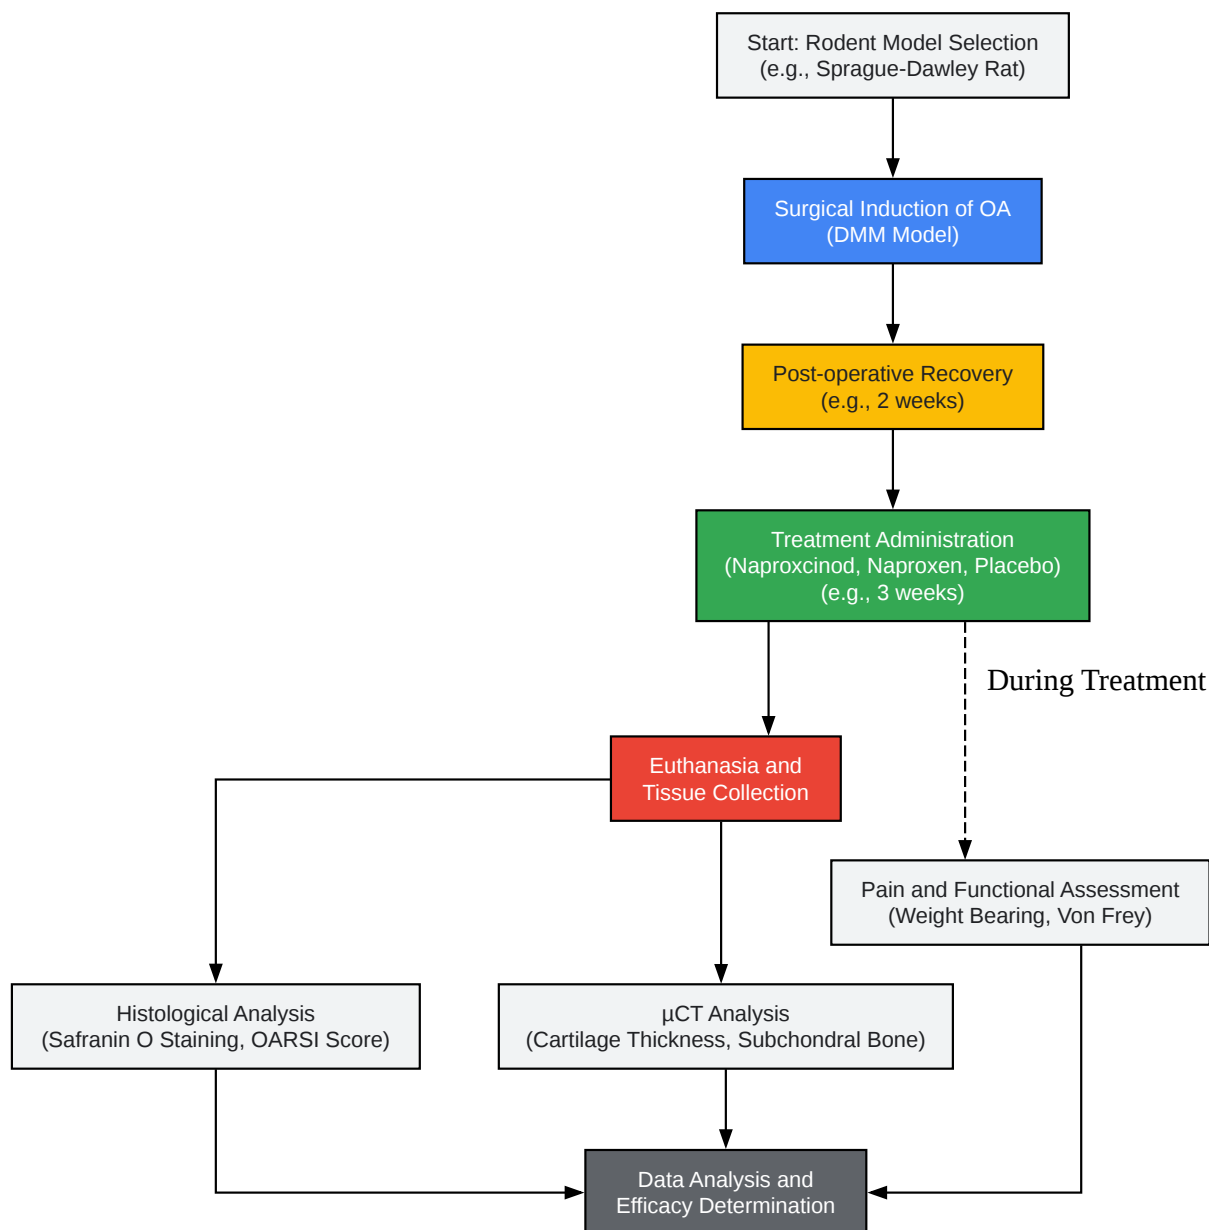 Start: Rodent Model Selection
(e.g., Sprague-Dawley Rat)
Surgical Induction of OA
(DMM Model)
Post-operative Recovery
(e.g., 2 weeks)
Treatment Administration
(Naproxcinod, Naproxen, Placebo)
(e.g., 3 weeks)
During Treatment
Euthanasia and
Tissue Collection
Pain and Functional Assessment
(Weight Bearing, Von Frey)
Histological Analysis
(Safranin O Staining, OARSI Score)
µCT Analysis
(Cartilage Thickness, Subchondral Bone)
Data Analysis and
Efficacy Determination